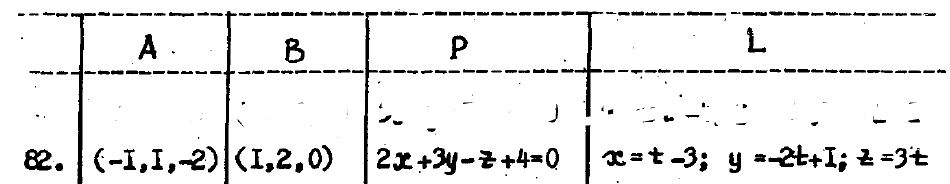 A B P L
82. (-I,I,-2) (I,2,0) 2x+3y-z+4=0 x=t-3; y=-2t+I; z=3t